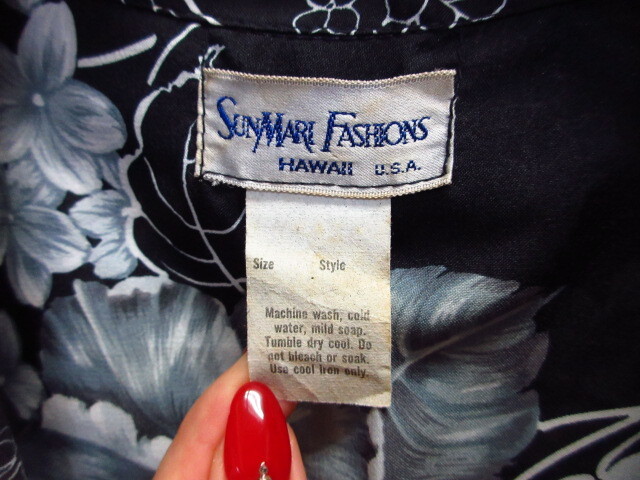 SunMari Fashions
HAWAII U.S.A.
Size Style
Machine wash, cold
water, mild soap.
Tumble dry cool. Do
not bleach or soak.
Use cool iron only.